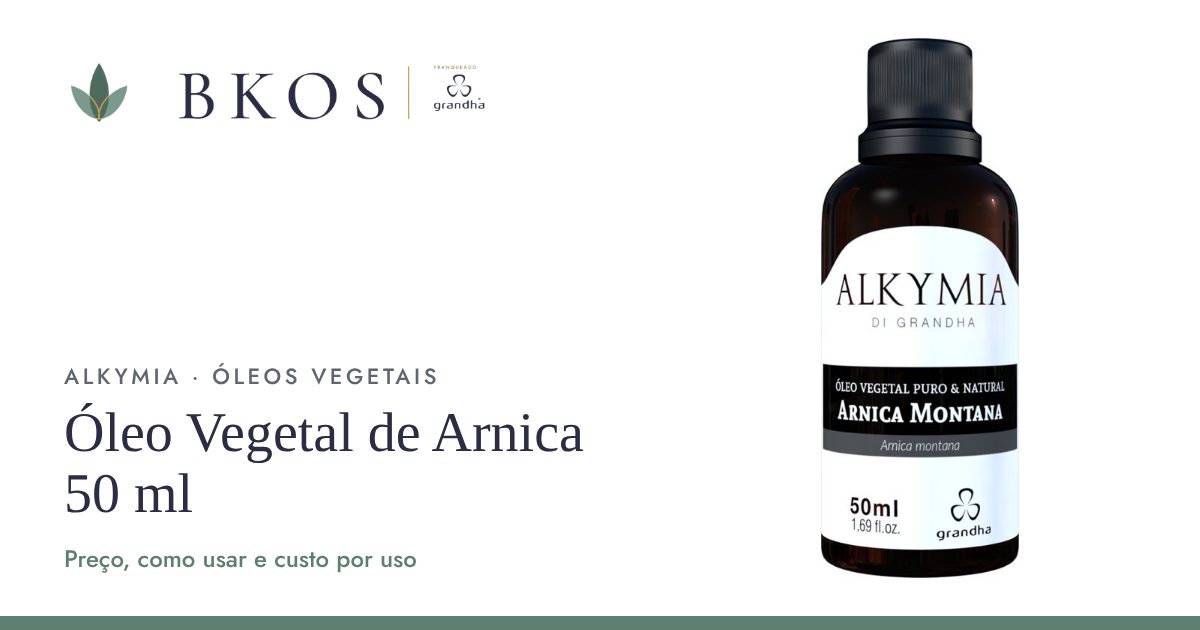 BKOS
FRANQUEADO
grandha
ALKYMIA · ÓLEOS VEGETAIS
Óleo Vegetal de Arnica
50 ml
Preço, como usar e custo por uso
ALKYMIA
DI GRANDHA
ÓLEO VEGETAL PURO & NATURAL
ARNICA MONTANA
Arnica montana
50ml
1,69 fl.oz.
grandha